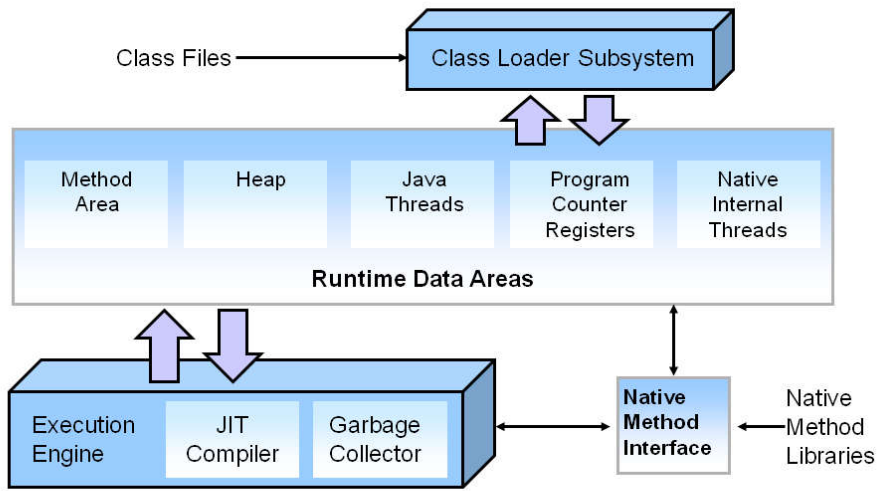 Class Files
Class Loader Subsystem
Method
Area
Heap
Java
Threads
Program
Counter
Registers
Native
Internal
Threads
Runtime Data Areas
Execution
Engine
JIT
Compiler
Garbage
Collector
Native
Method
Interface
Native
Method
Libraries